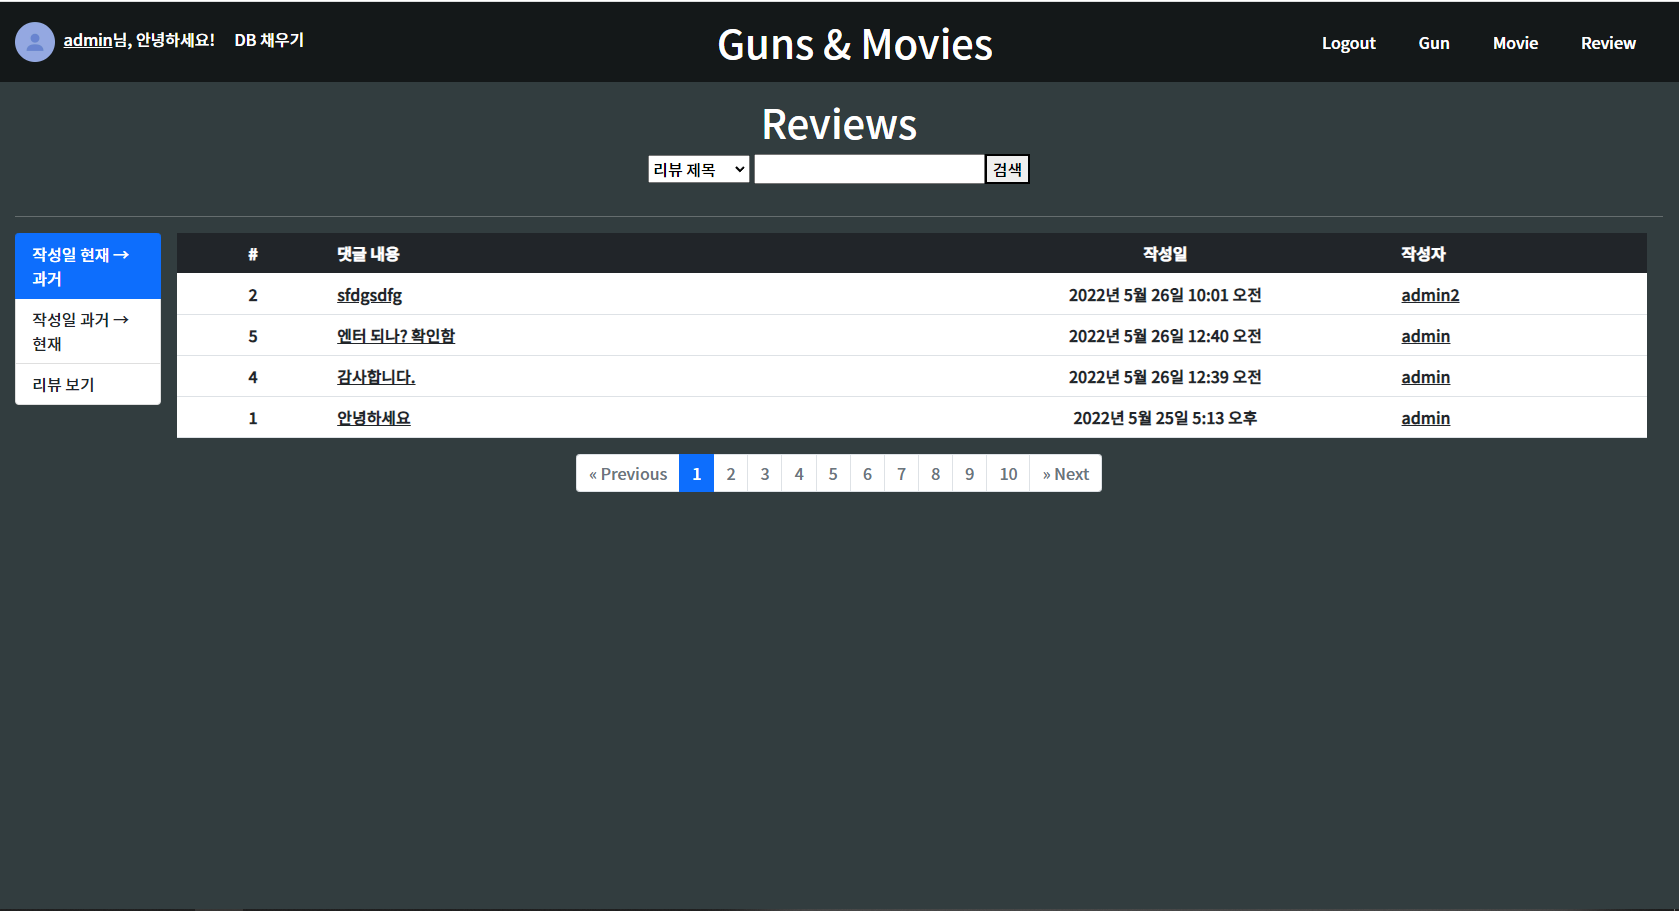 admin님, 안녕하세요! DB 채우기 Guns & Movies Logout Gun Movie Review
Reviews
리뷰 제목 검색
작성일 현재 →
과거
작성일 과거 →
현재
리뷰 보기
# 댓글 내용 작성일 작성자
2 sfdgsdfg 2022년 5월 26일 10:01 오전 admin2
5 엔터 되나? 확인함 2022년 5월 26일 12:40 오전 admin
4 감사합니다. 2022년 5월 26일 12:39 오전 admin
1 안녕하세요 2022년 5월 25일 5:13 오후 admin
« Previous 1 2 3 4 5 6 7 8 9 10 » Next